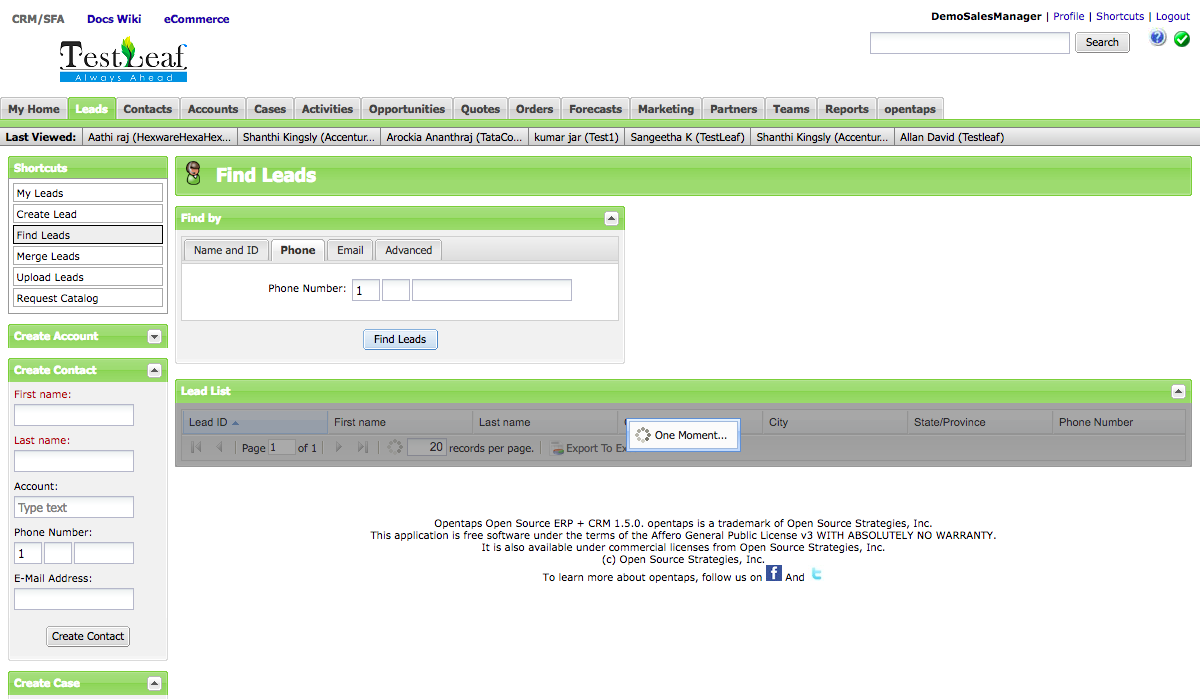 CRM/SFA Docs Wiki eCommerce
DemoSalesManager | Profile | Shortcuts | Logout
TestLeaf
Always Ahead
Search
My Home Leads Contacts Accounts Cases Activities Opportunities Quotes Orders Forecasts Marketing Partners Teams Reports opentaps
Last Viewed: Aathi raj (HexwareHexaHex... Shanthi Kingsly (Accentur... Arockia Ananthraj (TataCo... kumar jar (Test1) Sangeetha K (TestLeaf) Shanthi Kingsly (Accentur... Allan David (Testleaf)
Shortcuts
My Leads
Create Lead
Find Leads
Merge Leads
Upload Leads
Request Catalog
Create Account
Create Contact
First name:
Last name:
Account:
Type text
Phone Number:
1
E-Mail Address:
Create Contact
Create Case
Find Leads
Find by
Name and ID Phone Email Advanced
Phone Number: 1
Find Leads
Lead List
Lead ID First name Last name City State/Province Phone Number
One Moment...
Page 1 of 1 20 records per page. Export To Ex
Opentaps Open Source ERP + CRM 1.5.0. opentaps is a trademark of Open Source Strategies, Inc.
This application is free software under the terms of the Affero General Public License v3 WITH ABSOLUTELY NO WARRANTY.
It is also available under commercial licenses from Open Source Strategies, Inc.
(c) Open Source Strategies, Inc.
To learn more about opentaps, follow us on f And t